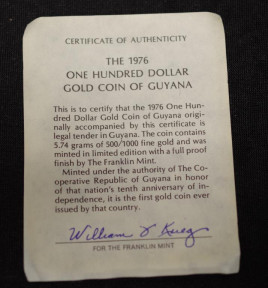 CERTIFICATE OF AUTHENTICITY
THE 1976
ONE HUNDRED DOLLAR
GOLD COIN OF GUYANA
This is to certify that the 1976 One Hun-
dred Dollar Gold Coin of Guyana origi-
nally accompanied by this certificate is
legal tender in Guyana. The coin contains
5.74 grams of 500/1000 fine gold and was
minted in limited edition with a full proof
finish by The Franklin Mint.
Minted under the authority of The Co-
operative Republic of Guyana in honor
of that nation's tenth anniversary of in-
dependence, it is the first gold coin ever
issued by that country.
William
FOR THE FRANKLIN MINT